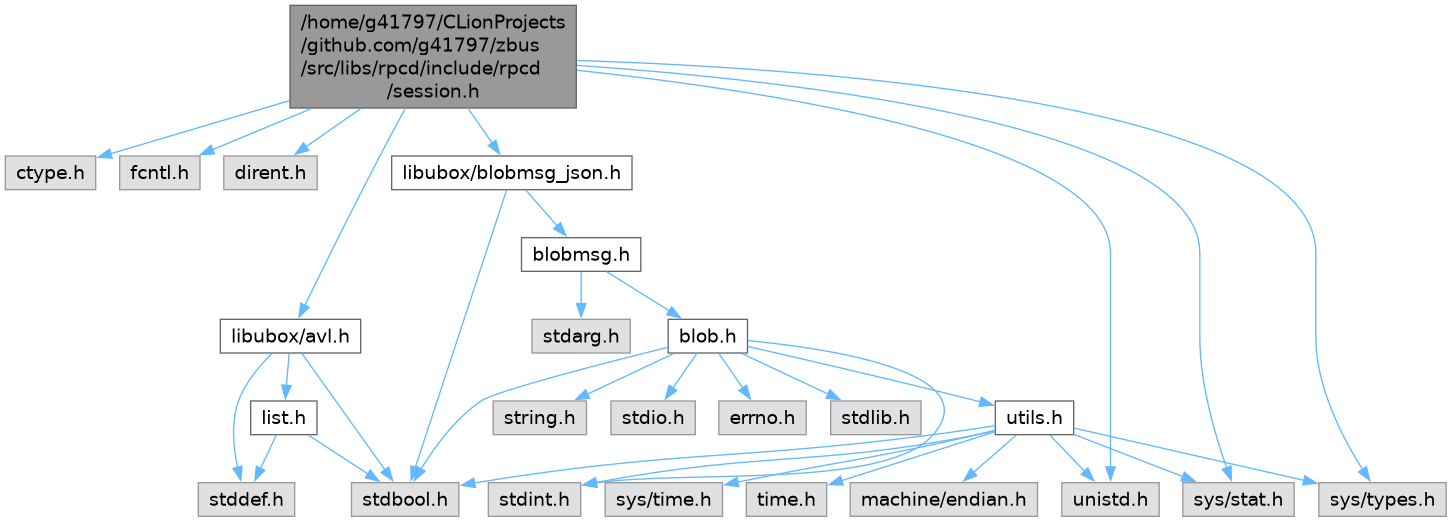 /home/g41797/CLionProjects
/github.com/g41797/zbus
/src/libs/rpcd/include/rpcd
/session.h
ctype.h
fcntl.h
dirent.h
libubox/blobmsg_json.h
blobmsg.h
libubox/avl.h
stdarg.h
blob.h
list.h
string.h
stdio.h
errno.h
stdlib.h
utils.h
stddef.h
stdbool.h
stdint.h
sys/time.h
time.h
machine/endian.h
unistd.h
sys/stat.h
sys/types.h